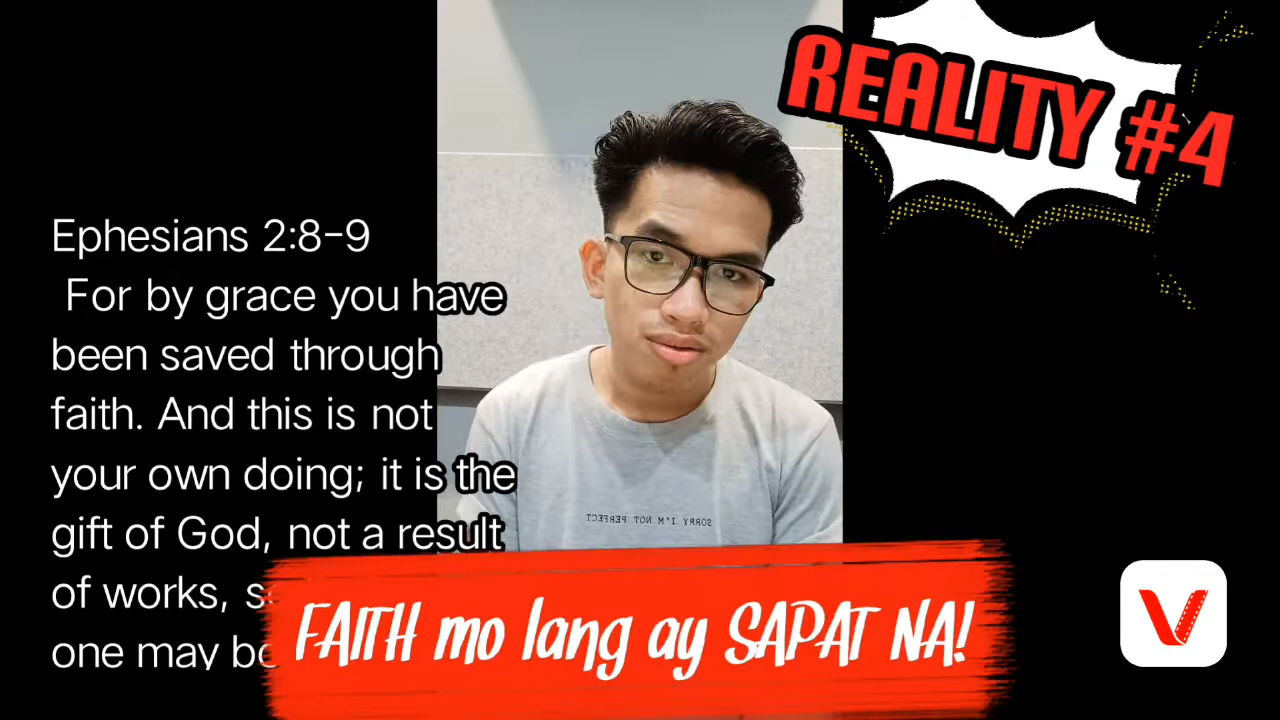 REALITY #4
Ephesians 2:8-9
For by grace you have
been saved through
faith. And this is not
your own doing; it is the
gift of God, not a result
of works,
one may
SORRY I'M NOT PERFECT
FAITH mo lang ay SAPAT NA!